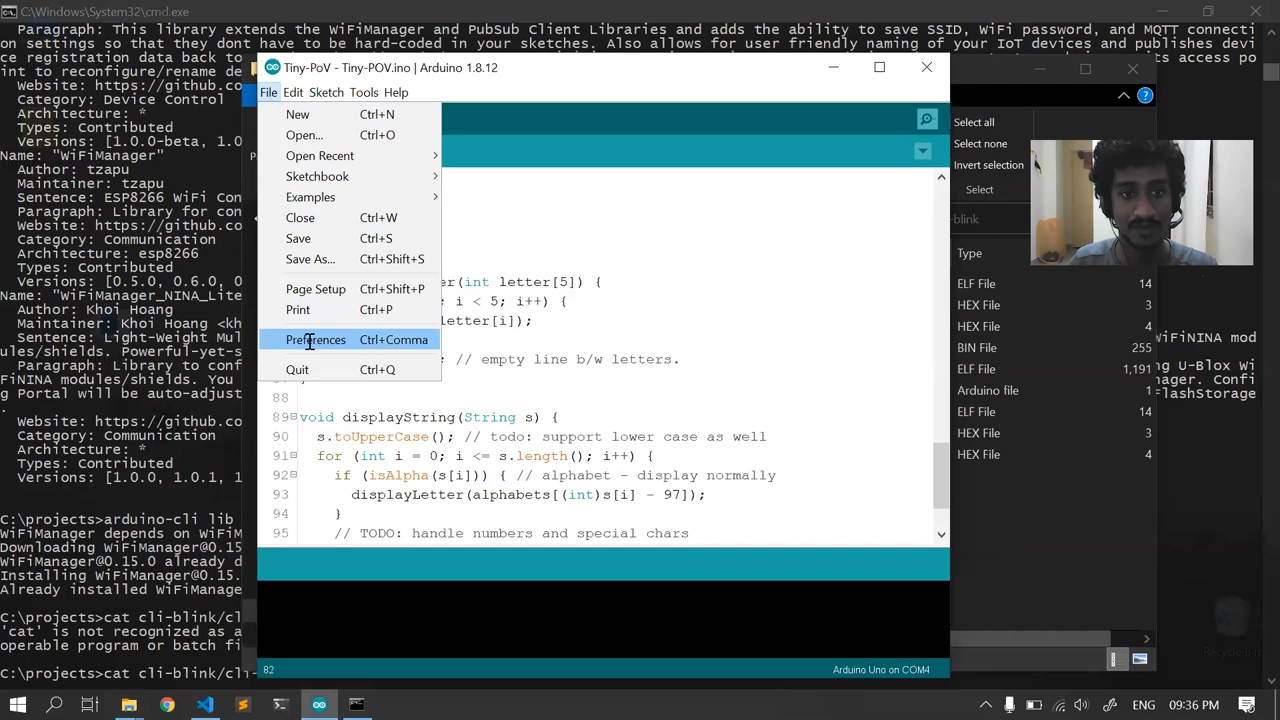 C:\Windows\System32\cmd.exe
Paragraph: This library extends the WiFiManager and PubSub Client Libraries and adds the ability to save SSID, WiFi and MQTT connecti
on settings so that they don't have to be hard-coded in your sketches. Also allows for user friendly naming of your IoT devices and publishes devic
e registration data back to
int to reconfigure/rename de
s access po
Website: https://github.co
Category: Device Control
Architecture: *
Types: Contributed
Versions: [1.0.0-beta, 1.0
Name: "WiFiManager"
Author: tzapu
Maintainer: tzapu
Sentence: ESP8266 WiFi Con
Paragraph: Library for con
Website: https://github.co
Category: Communication
Architecture: esp8266
Types: Contributed
Versions: [0.5.0, 0.6.0, 0
Name: "WiFiManager_NINA_Lite
Author: Khoi Hoang
Maintainer: Khoi Hoang <kh
Sentence: Light-Weight Mul
ules/shields. Powerful-yet-s
FiNINA modules/shields. You
g Portal will be auto-adjust
.
Website: https://github.co
Category: Communication
Architecture: *
Types: Contributed
Versions: [1.0.0, 1.0.1, 1
C:\projects>arduino-cli lib
WiFiManager depends on WiFiM
Downloading WiFiManager@0.15
WiFiManager@0.15.0 already d
Installing WiFiManager@0.15.
Already installed WiFiManage
C:\projects>cat cli-blink/cli
'cat' is not recognized as a
operable program or batch fi
C:\projects>cat cli-blink/cli-
Tiny-PoV - Tiny-POV.ino | Arduino 1.8.12
File Edit Sketch Tools Help
New Ctrl+N
Open... Ctrl+O
Open Recent
Sketchbook
Examples
Close Ctrl+W
Save Ctrl+S
Save As... Ctrl+Shift+S
Page Setup Ctrl+Shift+P
Print Ctrl+P
Preferences Ctrl+Comma
Quit Ctrl+Q
er(int letter[5]) {
; i < 5; i++) {
letter[i]);
; // empty line b/w letters.
88
89 void displayString(String s) {
90 s.toUpperCase(); // todo: support lower case as well
91 for (int i = 0; i <= s.length(); i++) {
92 if (isAlpha(s[i])) { // alphabet - display normally
93 displayLetter(alphabets[(int)s[i] - 97]);
94 }
95 // TODO: handle numbers and special chars
82
Arduino Uno on COM4
Select all
Select none
Invert selection
Select
-blink
Type
ELF File 14
HEX File 3
HEX File 4
BIN File 255
ELF File 1,191
Arduino file 1
ELF File 14
HEX File 3
HEX File 4
ng U-Blox W
ager. Confi
FlashStorage
Recycle Bin
09:36 PM